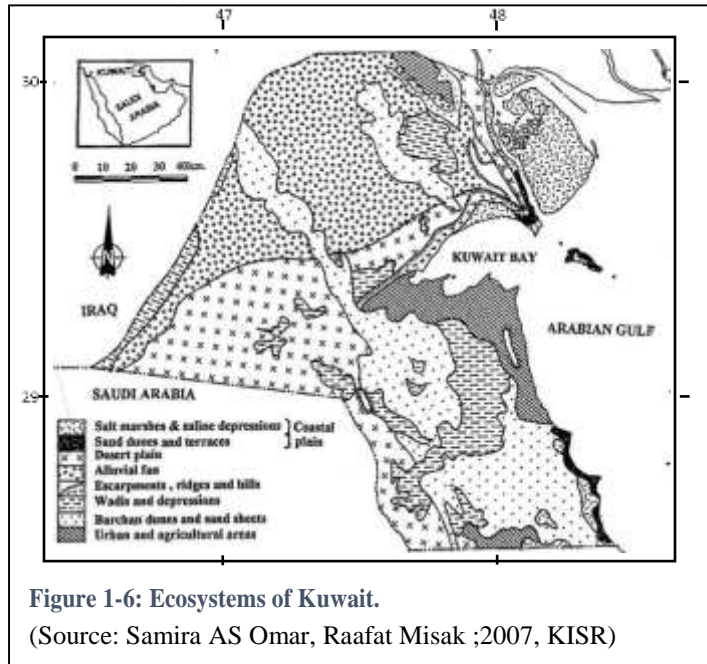 47
48
30
KUWAIT
SAUDI
ARABIA
0 10 20 30 40km.
N
KUWAIT BAY
IRAQ
ARABIAN GULF
29
SAUDI ARABIA
Salt marshes & saline depressions } Coastal
Sand dunes and terraces plain
Desert plain
Alluvial fan
Escarpments , ridges and hills
Wadis and depressions
Barchan dunes and sand sheets
Urban and agricultural areas
Figure 1-6: Ecosystems of Kuwait.
(Source: Samira AS Omar, Raafat Misak ;2007, KISR)